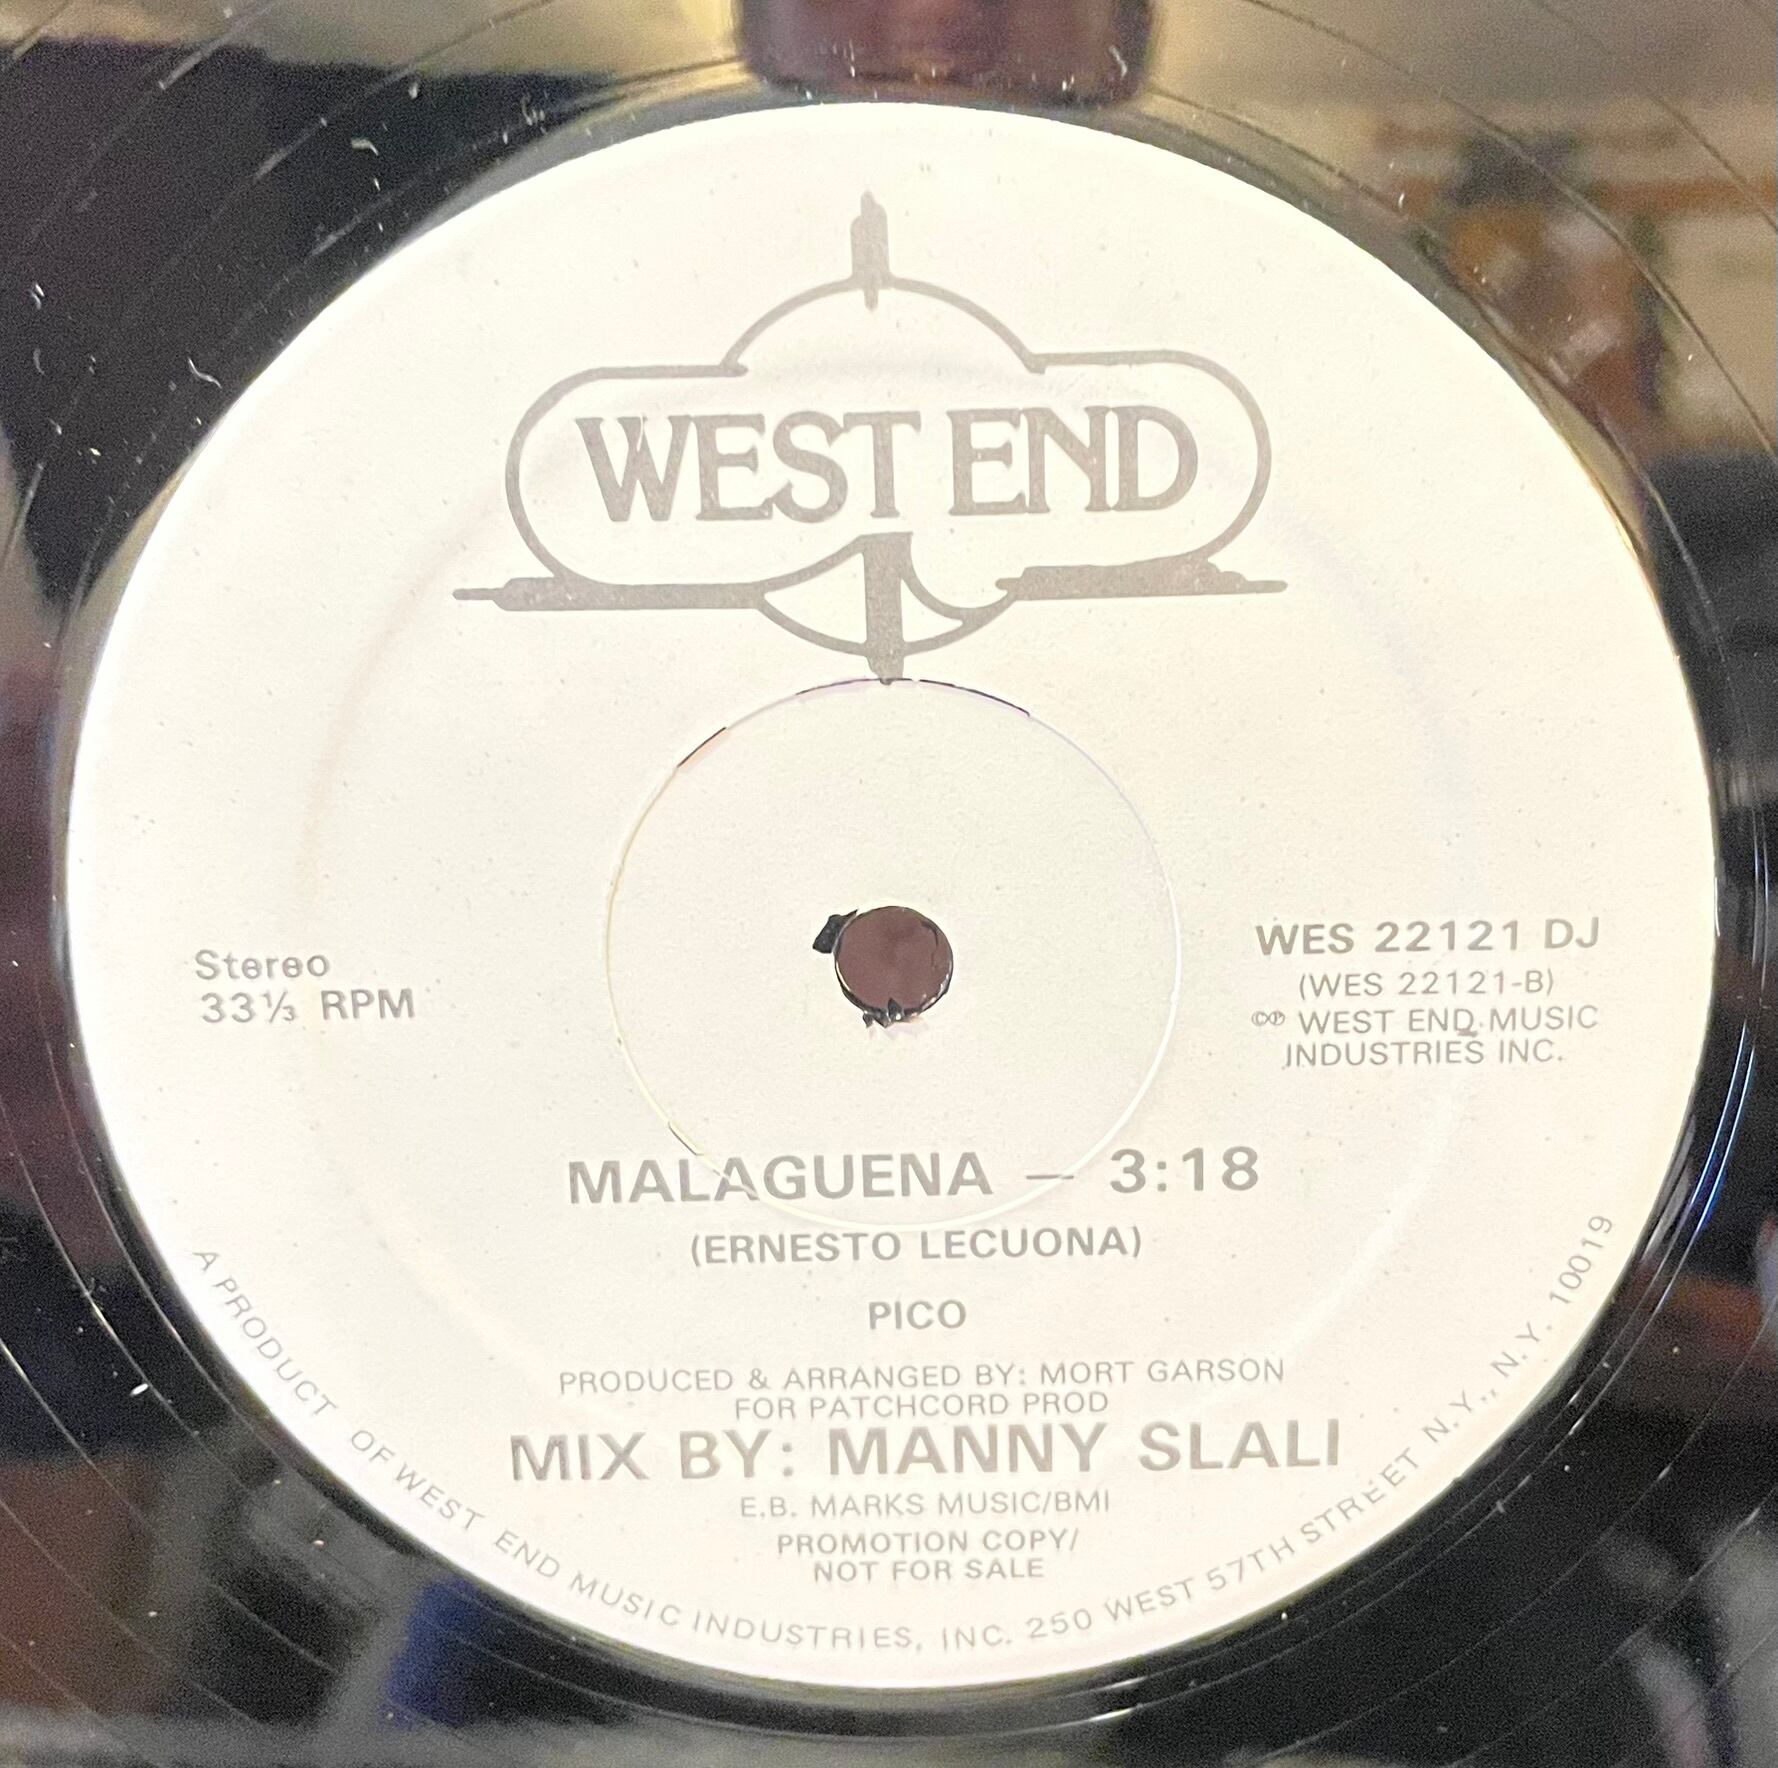 WEST END
Stereo
33⅓ RPM
WES 22121 DJ
(WES 22121-B)
©℗ WEST END MUSIC
INDUSTRIES INC.
MALAGUENA — 3:18
(ERNESTO LECUONA)
PICO
PRODUCED & ARRANGED BY: MORT GARSON
FOR PATCHCORD PROD
MIX BY: MANNY SLALI
E.B. MARKS MUSIC/BMI
PROMOTION COPY/
NOT FOR SALE
A PRODUCT OF WEST END MUSIC INDUSTRIES, INC. 250 WEST 57TH STREET N.Y., N.Y. 10019